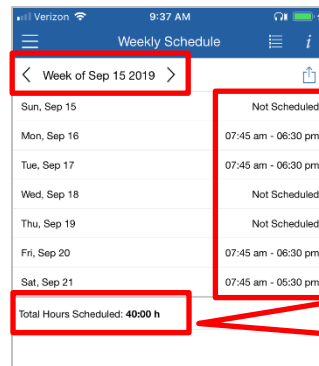 Verizon 9:37 AM
Weekly Schedule i
Week of Sep 15 2019
Sun, Sep 15 Not Scheduled
Mon, Sep 16 07:45 am - 06:30 pm
Tue, Sep 17 07:45 am - 06:30 pm
Wed, Sep 18 Not Scheduled
Thu, Sep 19 Not Scheduled
Fri, Sep 20 07:45 am - 06:30 pm
Sat, Sep 21 07:45 am - 05:30 pm
Total Hours Scheduled: 40:00 h